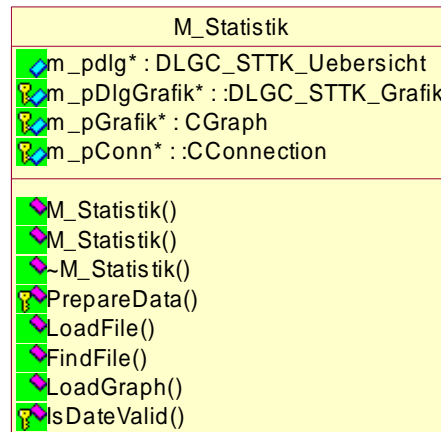 M_Statistik
m_pdlg* : DLGC_STTK_Uebersicht
m_pDlgGrafik* : :DLGC_STTK_Grafik
m_pGrafik* : CGraph
m_pConn* : :CConnection
M_Statistik()
M_Statistik()
~M_Statistik()
PrepareData()
LoadFile()
FindFile()
LoadGraph()
IsDateValid()